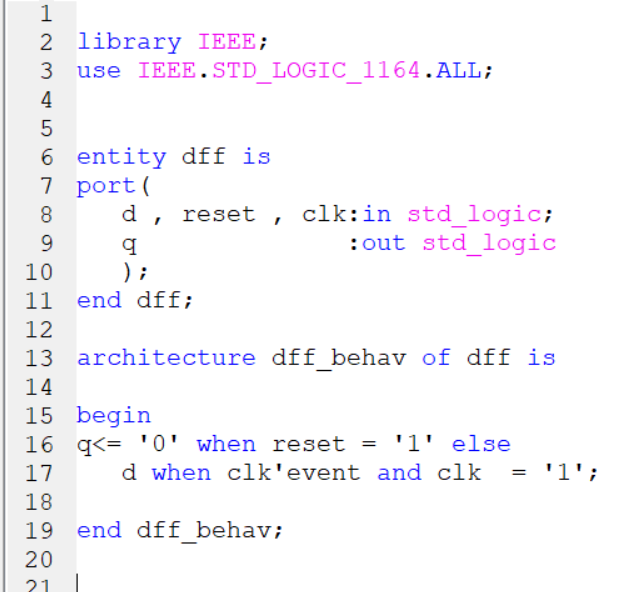 1
2 library IEEE;
3 use IEEE.STD_LOGIC_1164.ALL;
4
5
6 entity dff is
7 port(
8    d , reset , clk:in std_logic;
9    q              :out std_logic
10    );
11 end dff;
12
13 architecture dff_behav of dff is
14
15 begin
16 q<= '0' when reset = '1' else
17    d when clk'event and clk  = '1';
18
19 end dff_behav;
20
21